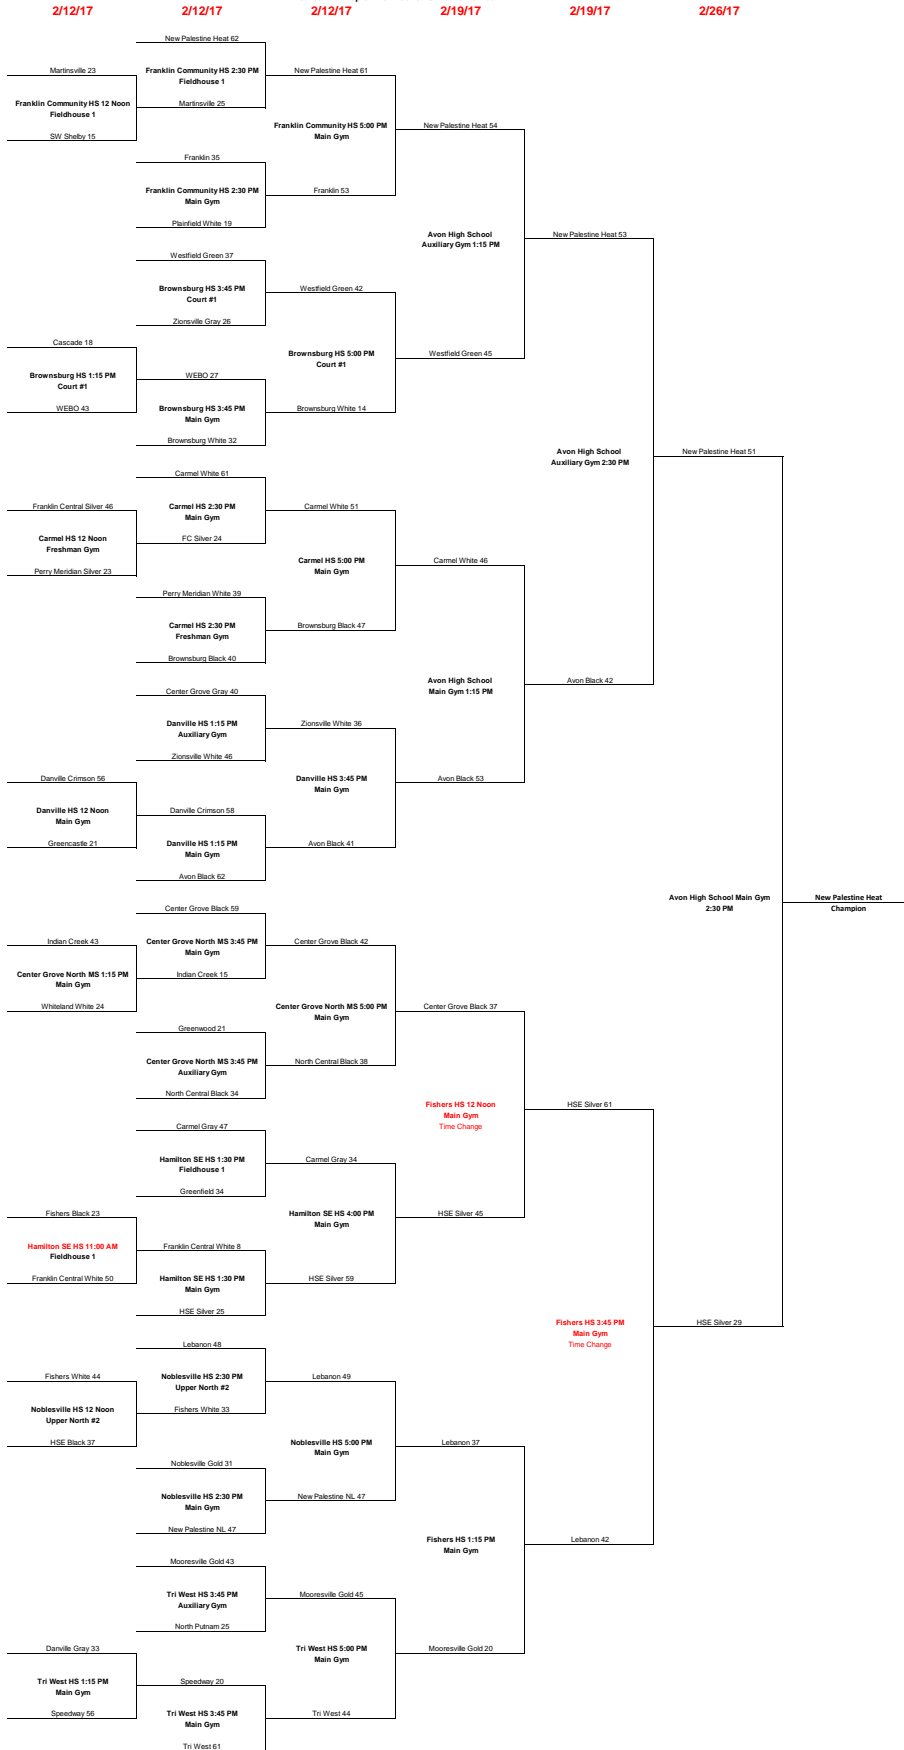 2/12/17 2/12/17 2/12/17 2/19/17 2/19/17 2/26/17
New Palestine Heat 62
Martinsville 23
Franklin Community HS 2:30 PM
Fieldhouse 1
New Palestine Heat 61
Franklin Community HS 12 Noon
Fieldhouse 1
Martinsville 25
SW Shelby 15
Franklin Community HS 5:00 PM
Main Gym
New Palestine Heat 54
Franklin 35
Franklin Community HS 2:30 PM
Main Gym
Franklin 53
Plainfield White 19
Avon High School
Auxiliary Gym 1:15 PM
New Palestine Heat 53
Westfield Green 37
Brownsburg HS 3:45 PM
Court #1
Westfield Green 42
Zionsville Gray 26
Cascade 18
Brownsburg HS 5:00 PM
Court #1
Westfield Green 45
Brownsburg HS 1:15 PM
Court #1
WEBO 27
WEBO 43
Brownsburg HS 3:45 PM
Main Gym
Brownsburg White 14
Brownsburg White 32
Avon High School
Auxiliary Gym 2:30 PM
New Palestine Heat 51
Carmel White 61
Franklin Central Silver 46
Carmel HS 2:30 PM
Main Gym
Carmel White 51
Carmel HS 12 Noon
Freshman Gym
FC Silver 24
Perry Meridian Silver 23
Carmel HS 5:00 PM
Main Gym
Carmel White 46
Perry Meridian White 39
Carmel HS 2:30 PM
Freshman Gym
Brownsburg Black 47
Brownsburg Black 40
Avon High School
Main Gym 1:15 PM
Avon Black 42
Center Grove Gray 40
Danville HS 1:15 PM
Auxiliary Gym
Zionsville White 36
Zionsville White 46
Danville Crimson 56
Danville HS 3:45 PM
Main Gym
Avon Black 53
Danville HS 12 Noon
Main Gym
Danville Crimson 58
Greencastle 21
Danville HS 1:15 PM
Main Gym
Avon Black 41
Avon Black 62
Avon High School Main Gym
2:30 PM
New Palestine Heat
Champion
Center Grove Black 59
Indian Creek 43
Center Grove North MS 3:45 PM
Main Gym
Center Grove Black 42
Center Grove North MS 1:15 PM
Main Gym
Indian Creek 15
Whiteland White 24
Center Grove North MS 5:00 PM
Main Gym
Center Grove Black 37
Greenwood 21
Center Grove North MS 3:45 PM
Auxiliary Gym
North Central Black 38
North Central Black 34
Fishers HS 12 Noon
Main Gym
Time Change
HSE Silver 61
Carmel Gray 47
Hamilton SE HS 1:30 PM
Fieldhouse 1
Carmel Gray 34
Greenfield 34
Fishers Black 23
Hamilton SE HS 4:00 PM
Main Gym
HSE Silver 45
Hamilton SE HS 11:00 AM
Fieldhouse 1
Franklin Central White 8
Franklin Central White 50
Hamilton SE HS 1:30 PM
Main Gym
HSE Silver 59
HSE Silver 25
Fishers HS 3:45 PM
Main Gym
Time Change
HSE Silver 29
Lebanon 48
Fishers White 44
Noblesville HS 2:30 PM
Upper North #2
Lebanon 49
Noblesville HS 12 Noon
Upper North #2
Fishers White 33
HSE Black 37
Noblesville HS 5:00 PM
Main Gym
Lebanon 37
Noblesville Gold 31
Noblesville HS 2:30 PM
Main Gym
New Palestine NL 47
New Palestine NL 47
Fishers HS 1:15 PM
Main Gym
Lebanon 42
Mooresville Gold 43
Tri West HS 3:45 PM
Auxiliary Gym
Mooresville Gold 45
North Putnam 25
Danville Gray 33
Tri West HS 5:00 PM
Main Gym
Mooresville Gold 20
Tri West HS 1:15 PM
Main Gym
Speedway 20
Speedway 56
Tri West HS 3:45 PM
Main Gym
Tri West 44
Tri West 61